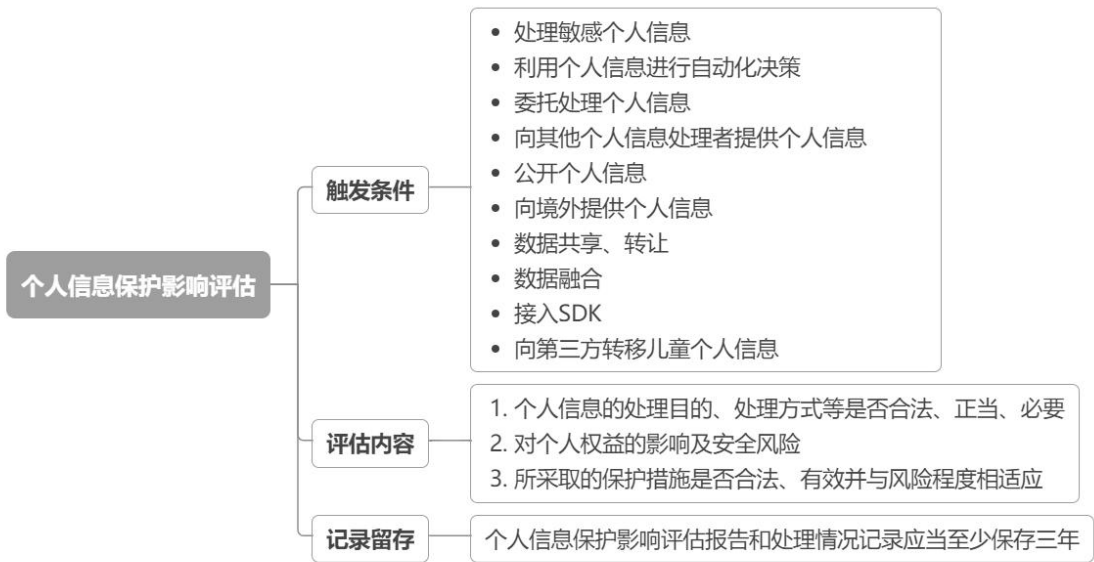 个人信息保护影响评估
触发条件
• 处理敏感个人信息
• 利用个人信息进行自动化决策
• 委托处理个人信息
• 向其他个人信息处理者提供个人信息
• 公开个人信息
• 向境外提供个人信息
• 数据共享、转让
• 数据融合
• 接入SDK
• 向第三方转移儿童个人信息
评估内容
1. 个人信息的处理目的、处理方式等是否合法、正当、必要
2. 对个人权益的影响及安全风险
3. 所采取的保护措施是否合法、有效并与风险程度相适应
记录留存
个人信息保护影响评估报告和处理情况记录应当至少保存三年